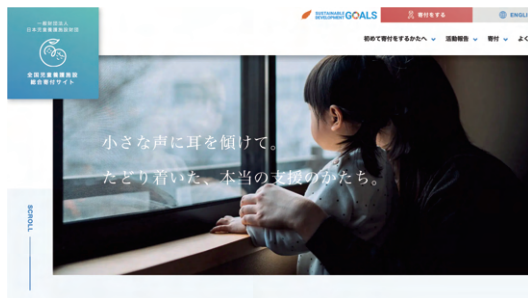 一般社団法人
日本児童養護施設財団
全国児童養護施設
総合寄付サイト
SUSTAINABLE
DEVELOPMENT GOALS
寄付をする
ENGLI
初めて寄付をするかたへ
活動報告
寄付
よく
小さな声に耳を傾けて。
たどり着いた、本当の支援のかたち。
SCROLL